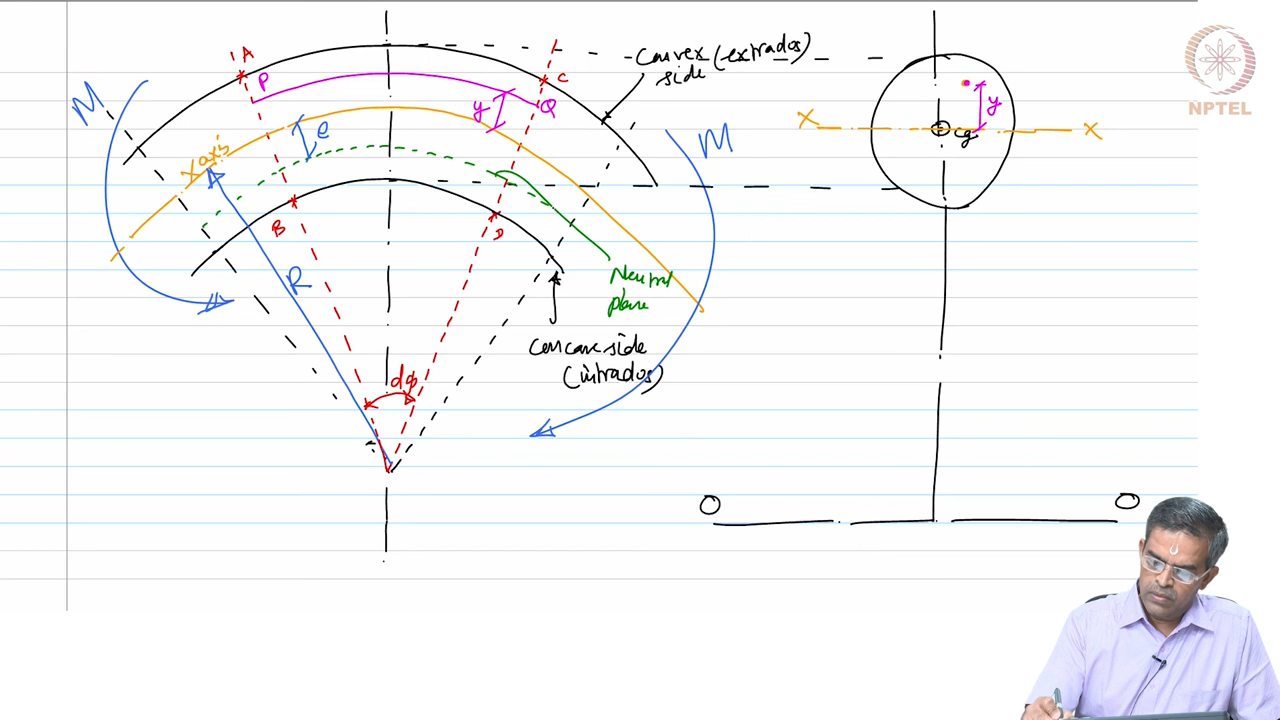 A
P
C
Convex (extrados)
side
NPTEL
M
y
Q
e
x axis
M
x
cg
y
x
B
D
R
Neutral
plane
concave side
(intrados)
dφ
O
O